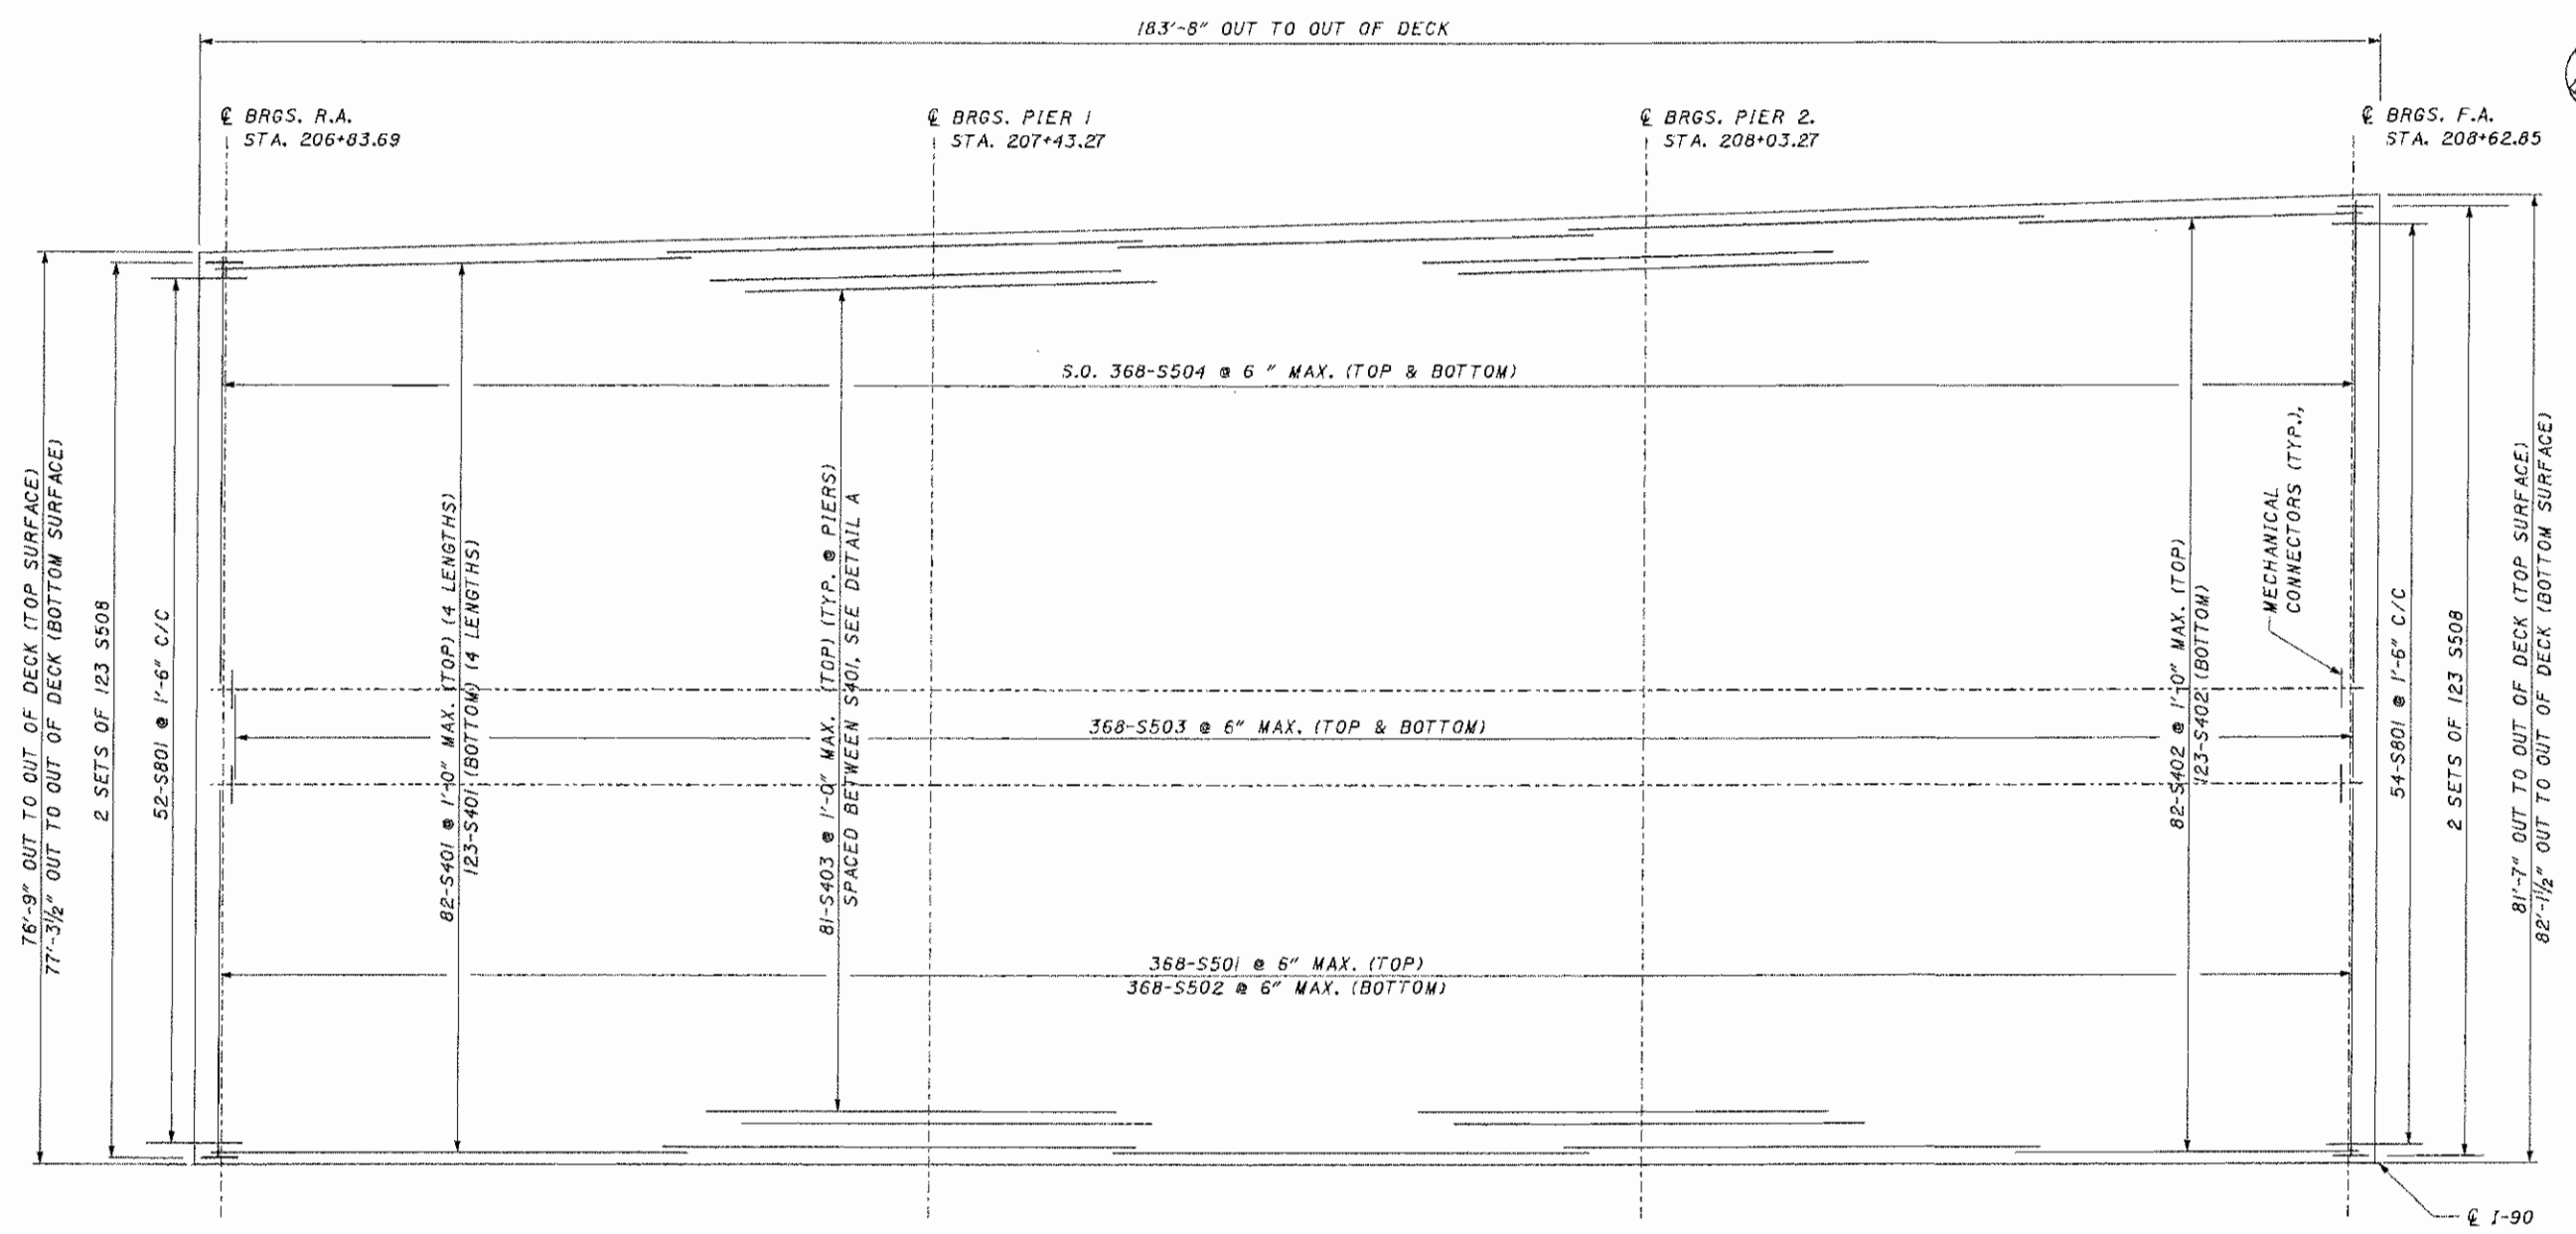 183'-8" OUT TO OUT OF DECK
℄ BRGS. R.A.
STA. 206+83.69
℄ BRGS. PIER 1
STA. 207+43.27
℄ BRGS. PIER 2.
STA. 208+03.27
℄ BRGS. F.A.
STA. 208+62.85
76'-9" OUT TO OUT OF DECK (TOP SURFACE)
77'-3½" OUT TO OUT OF DECK (BOTTOM SURFACE)
2 SETS OF 123 S508
52-S801 @ 1'-6" C/C
82-S401 @ 1'-0" MAX. (TOP) (4 LENGTHS)
123-S401 (BOTTOM) (4 LENGTHS)
81-S403 @ 1'-0" MAX. (TOP) (TYP. @ PIERS)
SPACED BETWEEN S401, SEE DETAIL A
S.O. 368-S504 @ 6 " MAX. (TOP & BOTTOM)
368-S503 @ 6" MAX. (TOP & BOTTOM)
368-S501 @ 6" MAX. (TOP)
368-S502 @ 6" MAX. (BOTTOM)
82-S402 @ 1'-0" MAX. (TOP)
123-S402 (BOTTOM)
MECHANICAL
CONNECTORS (TYP.),
54-S801 @ 1'-6" C/C
2 SETS OF 123 S508
81'-7" OUT TO OUT OF DECK (TOP SURFACE)
82'-1½" OUT TO OUT OF DECK (BOTTOM SURFACE)
℄ I-90